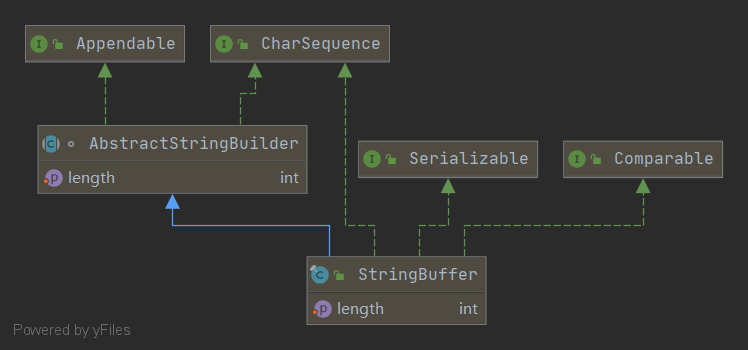 Appendable
CharSequence
AbstractStringBuilder
length int
Serializable
Comparable
StringBuffer
length int
Powered by yFiles